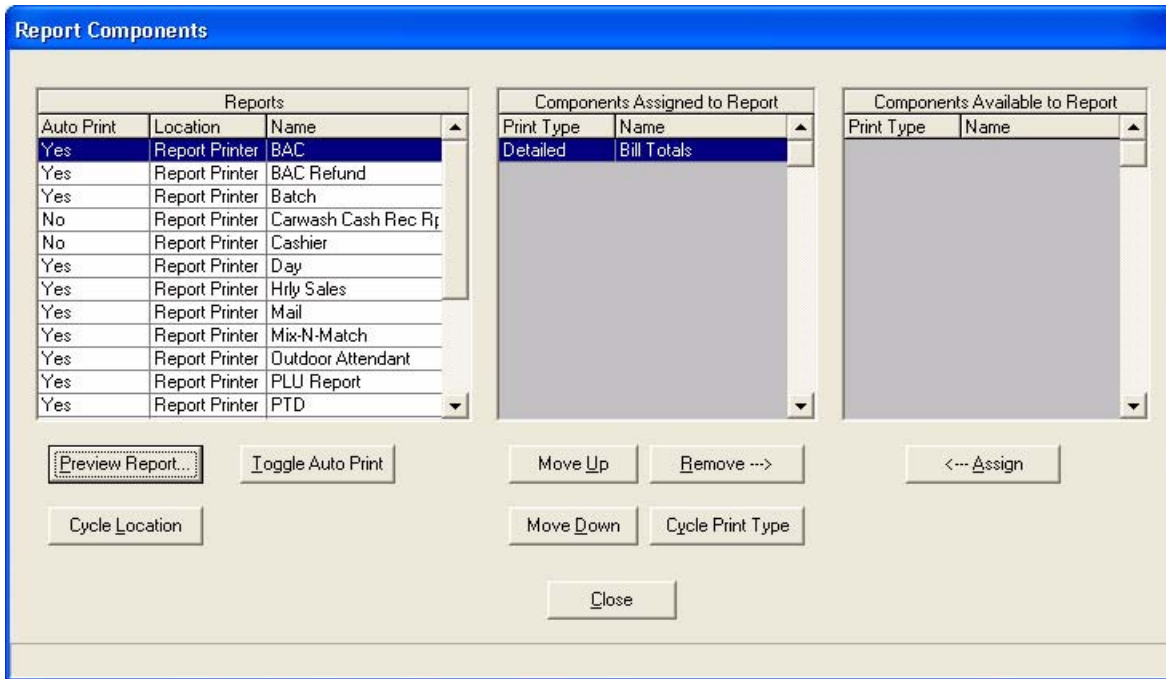 Report Components
Reports
Auto Print Location Name
Yes Report Printer BAC
Yes Report Printer BAC Refund
Yes Report Printer Batch
No Report Printer Carwash Cash Rec Rp
No Report Printer Cashier
Yes Report Printer Day
Yes Report Printer Hrly Sales
Yes Report Printer Mail
Yes Report Printer Mix-N-Match
Yes Report Printer Outdoor Attendant
Yes Report Printer PLU Report
Yes Report Printer PTD
Components Assigned to Report
Print Type Name
Detailed Bill Totals
Components Available to Report
Print Type Name
Preview Report... Toggle Auto Print
Cycle Location
Move Up Remove --->
Move Down Cycle Print Type
<--- Assign
Close